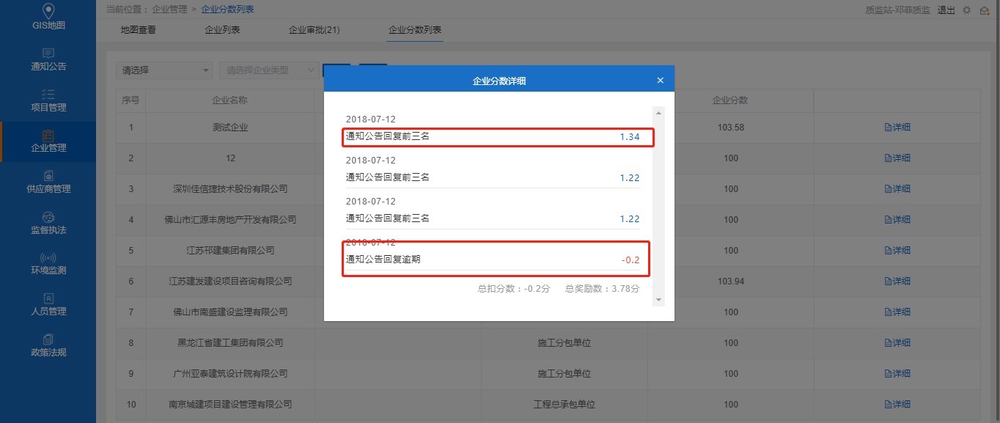 当前位置： 企业管理 > 企业分数列表
质监站-邓菲质监 退出
GIS地图
通知公告
项目管理
企业管理
供应商管理
监督执法
环境监测
人员管理
政策法规
地图查看 企业列表 企业审批(21) 企业分数列表
请选择 请选择企业类型
序号 企业名称 企业分数
1 测试企业 103.58 详细
2 12 100 详细
3 深圳佳信捷技术股份有限公司 100 详细
4 佛山市汇源丰房地产开发有限公司 100 详细
5 江苏邗建集团有限公司 100 详细
6 江苏建发建设项目咨询有限公司 103.94 详细
7 佛山市南盛建设监理有限公司 100 详细
8 黑龙江省建工集团有限公司 施工分包单位 100 详细
9 广州亚泰建筑设计院有限公司 施工分包单位 100 详细
10 南京城建项目建设管理有限公司 工程总承包单位 100 详细
企业分数详细 ×
2018-07-12
通知公告回复前三名 1.34
2018-07-12
通知公告回复前三名 1.22
2018-07-12
通知公告回复前三名 1.22
2018-07-12
通知公告回复逾期 -0.2
总扣分数：-0.2分 总奖励数：3.78分